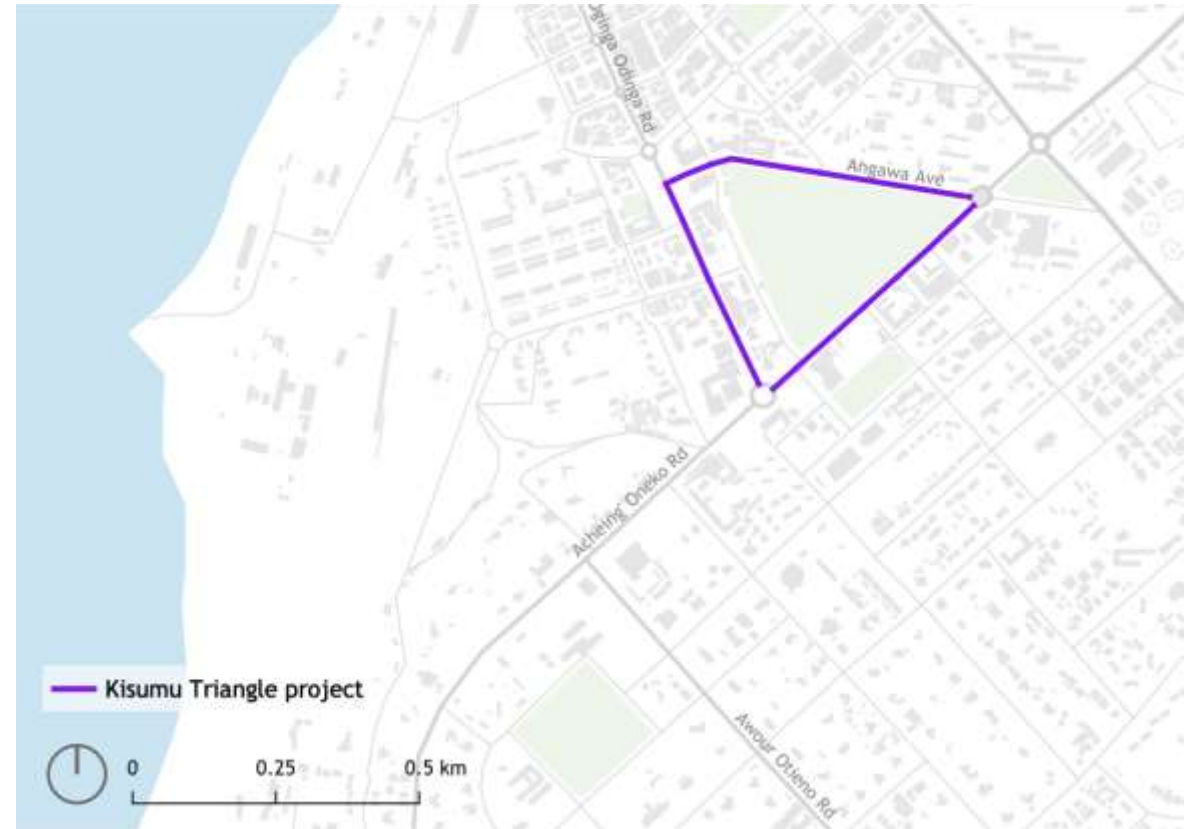 Oginga Odinga Rd
Angawa Ave
Acheing' Oneko Rd
Awour Otieno Rd
Kisumu Triangle project
0 0.25 0.5 km